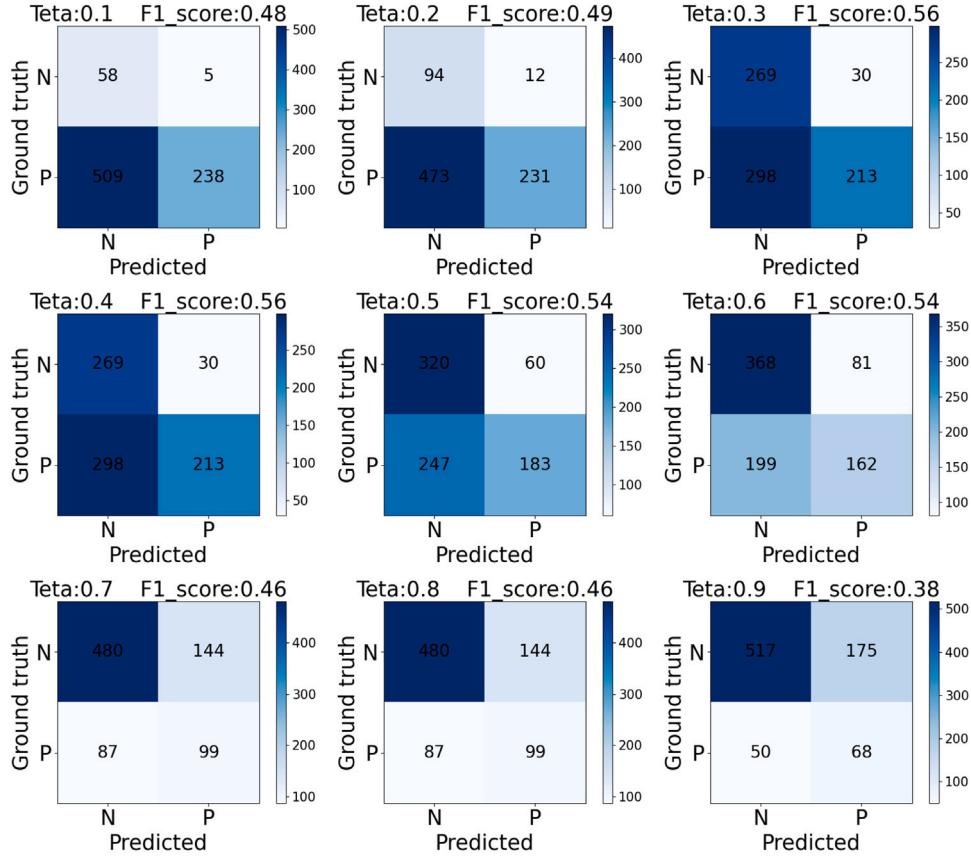 Teta:0.1 F1_score:0.48
Ground truth
N
P
58 5
509 238
N P
Predicted
500
400
300
200
100
Teta:0.2 F1_score:0.49
Ground truth
N
P
94 12
473 231
N P
Predicted
400
300
200
100
Teta:0.3 F1_score:0.56
Ground truth
N
P
269 30
298 213
N P
Predicted
250
200
150
100
50
Teta:0.4 F1_score:0.56
Ground truth
N
P
269 30
298 213
N P
Predicted
250
200
150
100
50
Teta:0.5 F1_score:0.54
Ground truth
N
P
320 60
247 183
N P
Predicted
300
250
200
150
100
Teta:0.6 F1_score:0.54
Ground truth
N
P
368 81
199 162
N P
Predicted
350
300
250
200
150
100
Teta:0.7 F1_score:0.46
Ground truth
N
P
480 144
87 99
N P
Predicted
400
300
200
100
Teta:0.8 F1_score:0.46
Ground truth
N
P
480 144
87 99
N P
Predicted
400
300
200
100
Teta:0.9 F1_score:0.38
Ground truth
N
P
517 175
50 68
N P
Predicted
500
400
300
200
100